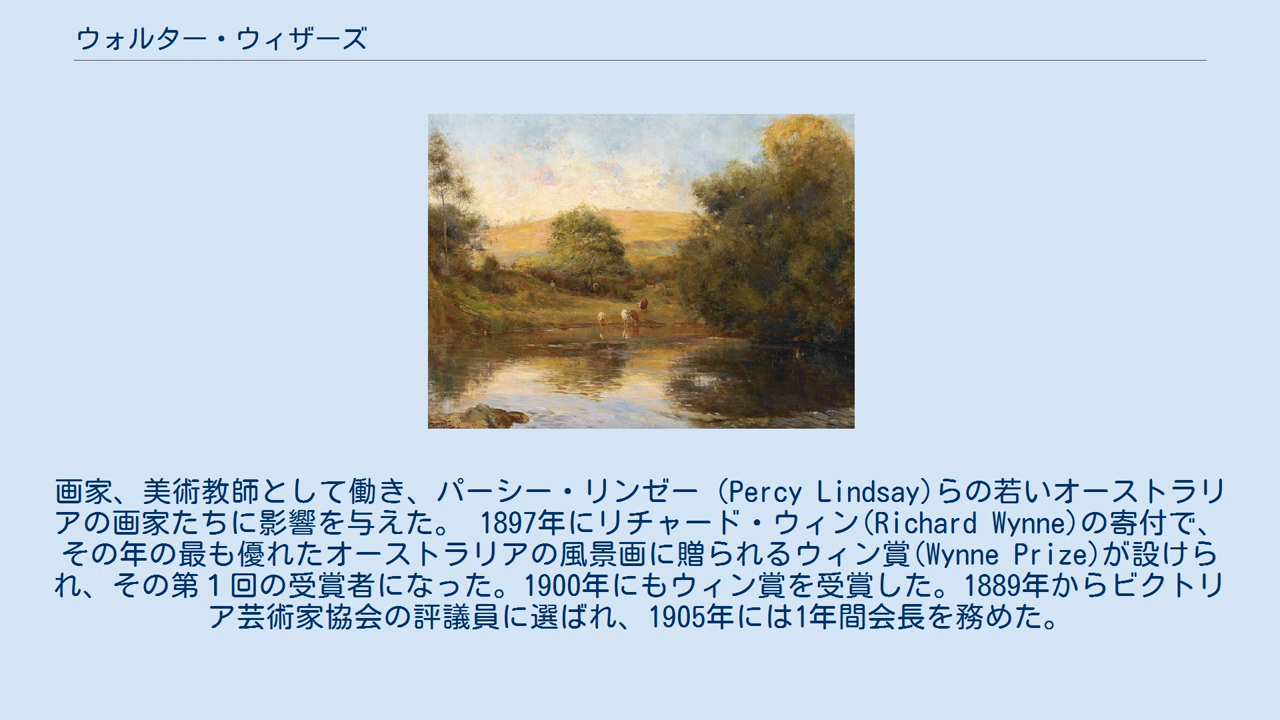 ウォルター・ウィザーズ
画家、美術教師として働き、パーシー・リンゼー (Percy Lindsay)らの若いオーストラリ
アの画家たちに影響を与えた。 1897年にリチャード・ウィン(Richard Wynne)の寄付で、
その年の最も優れたオーストラリアの風景画に贈られるウィン賞(Wynne Prize)が設けら
れ、その第１回の受賞者になった。1900年にもウィン賞を受賞した。1889年からビクトリ
ア芸術家協会の評議員に選ばれ、1905年には1年間会長を務めた。